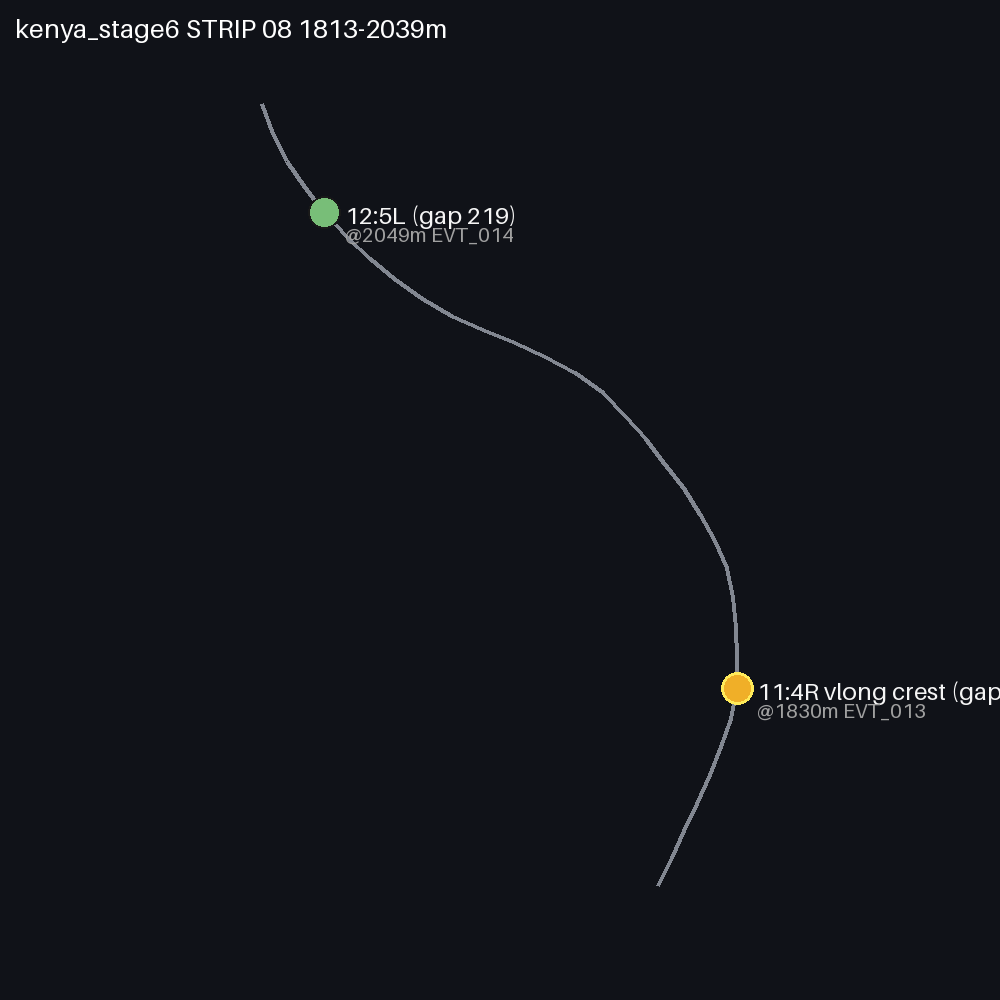 kenya_stage6 STRIP 08 1813-2039m
12:5L (gap 219)
@2049m EVT_014
11:4R vlong crest (gap
@1830m EVT_013